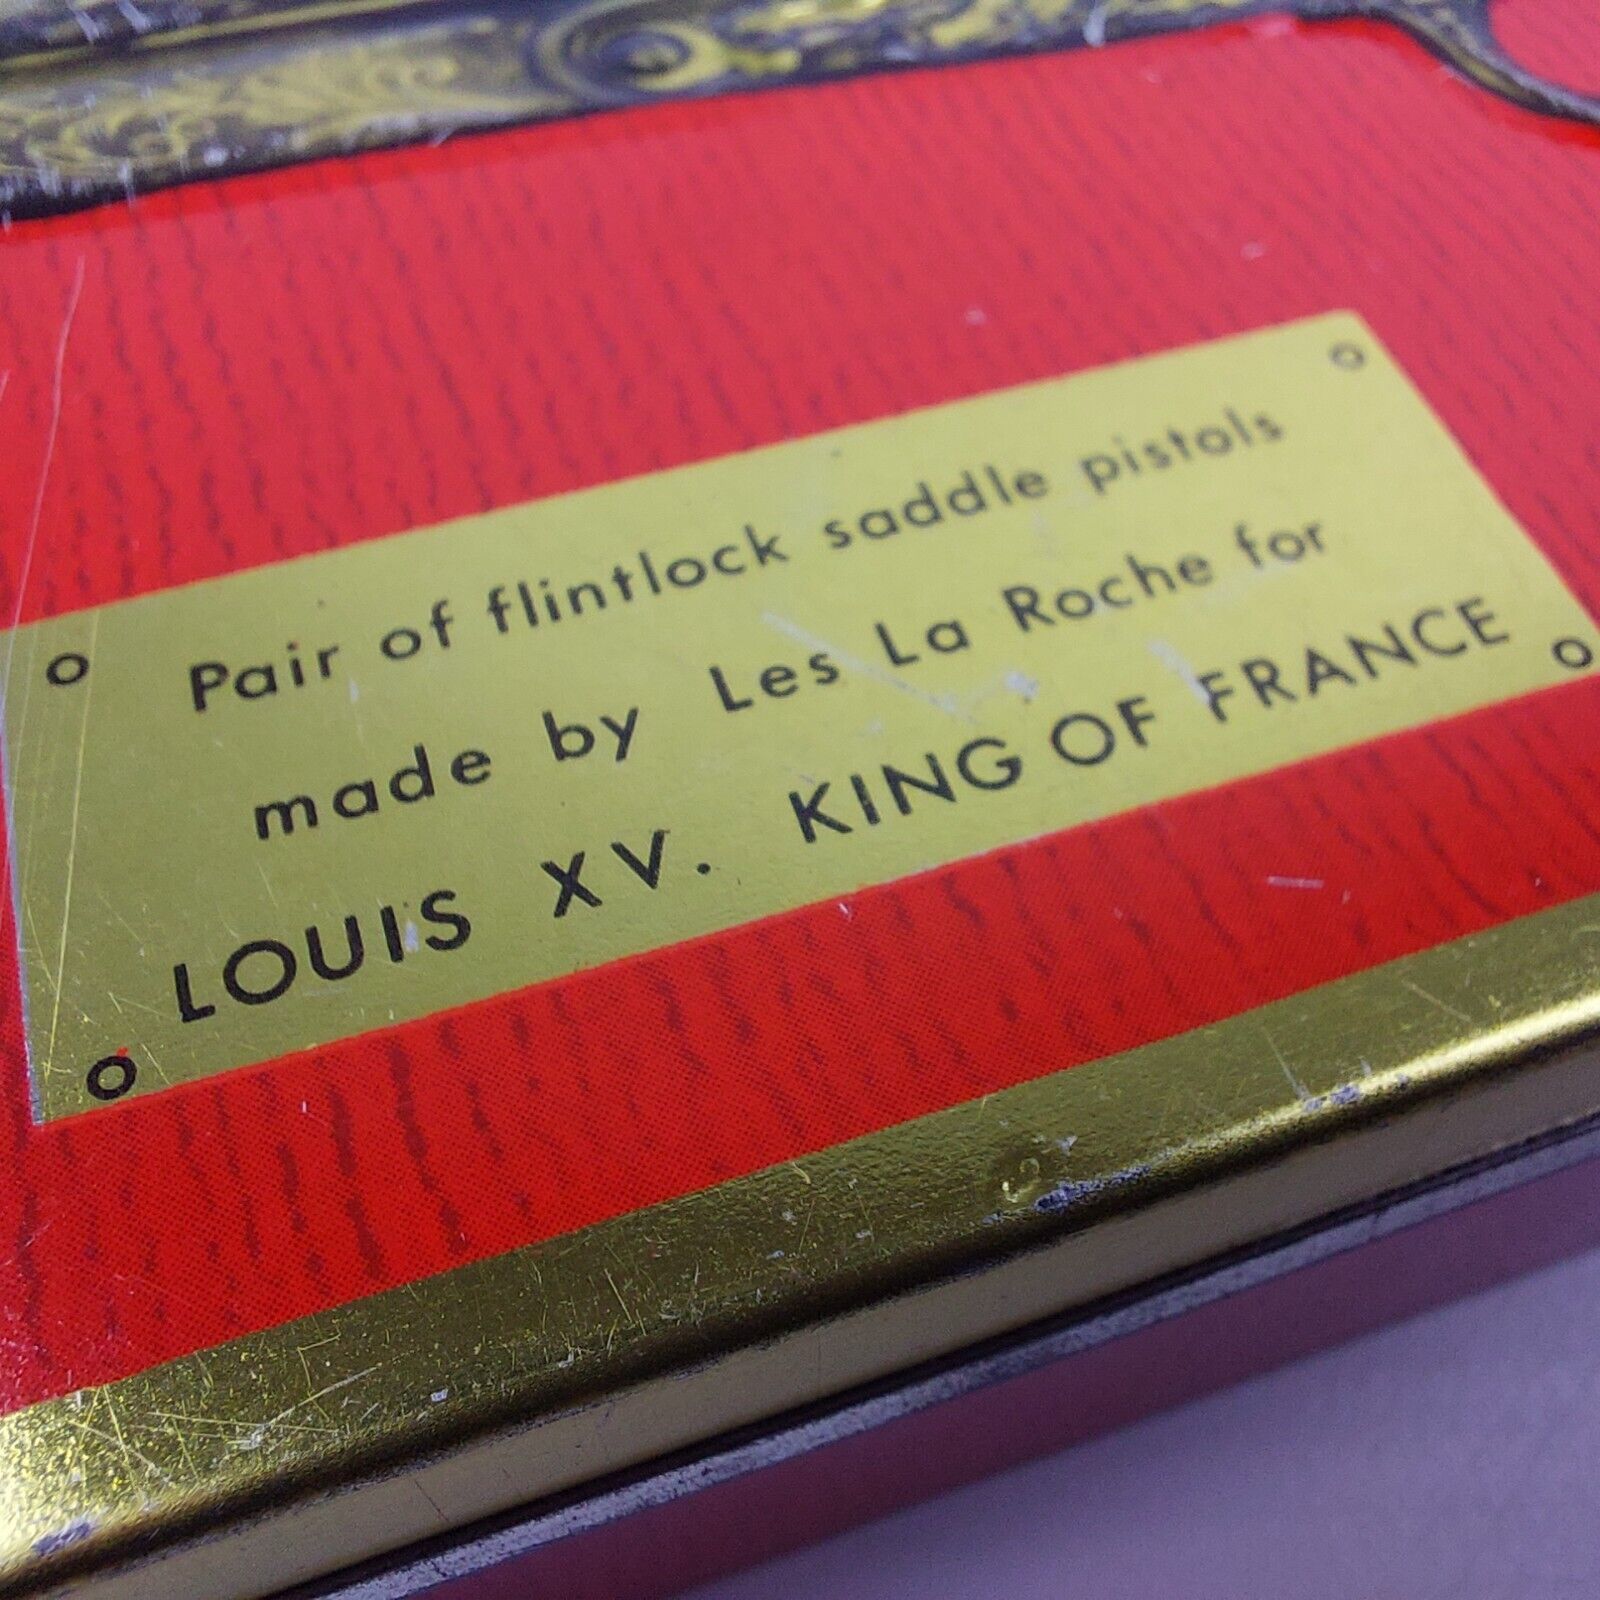 Pair of flintlock saddle pistols
made by Les La Roche for
LOUIS XV. KING OF FRANCE